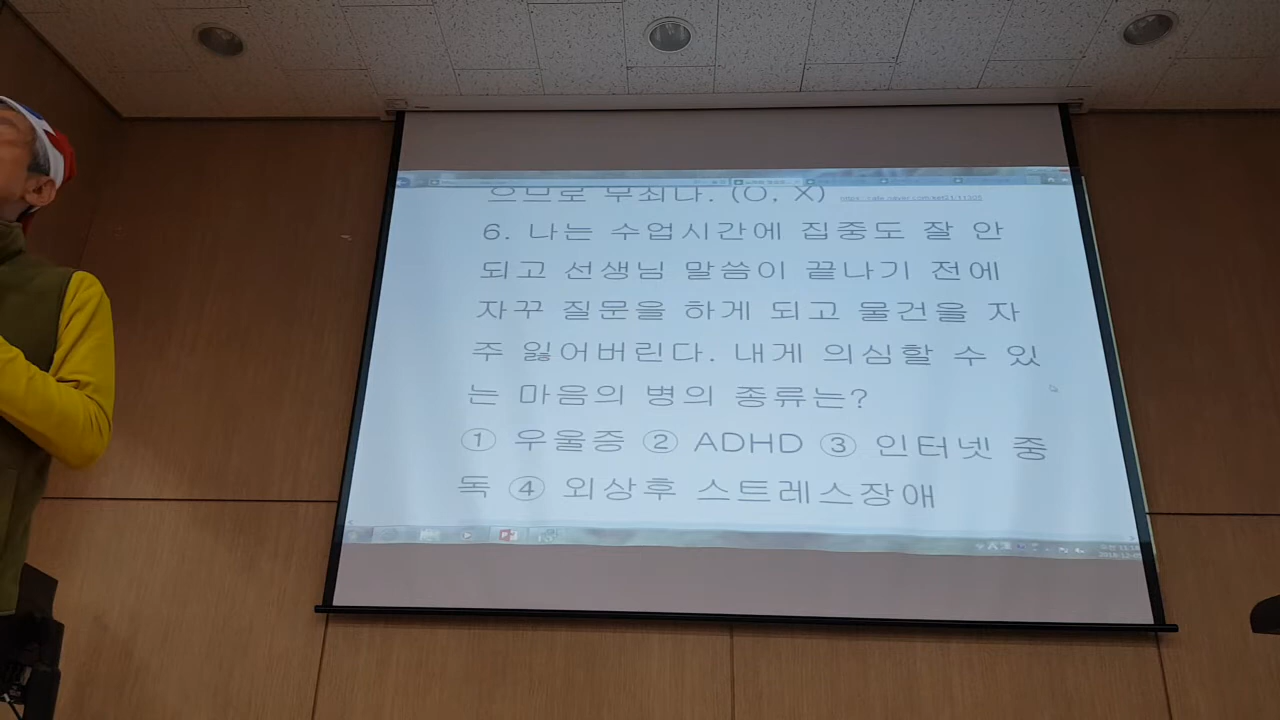 으므로 무죄다. (O, X)
6. 나는 수업시간에 집중도 잘 안
되고 선생님 말씀이 끝나기 전에
자꾸 질문을 하게 되고 물건을 자
주 잃어버린다. 내게 의심할 수 있
는 마음의 병의 종류는?
① 우울증 ② ADHD ③ 인터넷 중
독 ④ 외상후 스트레스장애